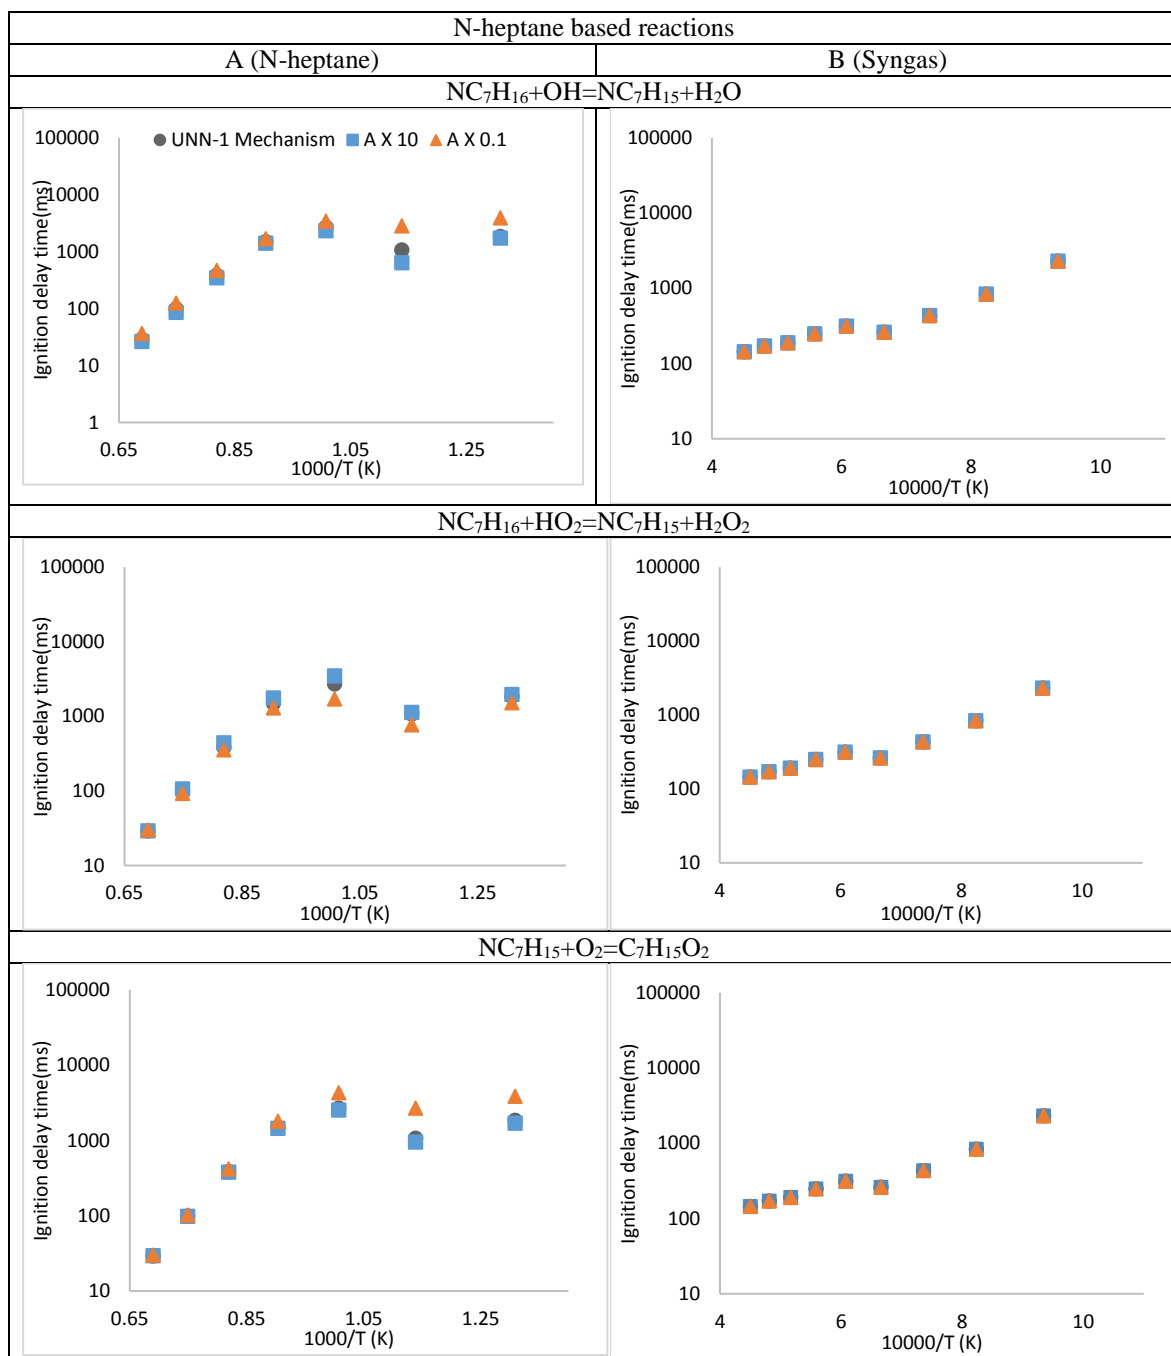 N-heptane based reactions
A (N-heptane)
B (Syngas)
NC₇H₁₆+OH=NC₇H₁₅+H₂O
UNN-1 Mechanism A X 10 A X 0.1
Ignition delay time(ms)
100000
10000
1000
100
10
1
0.65 0.85 1.05 1.25
1000/T (K)
Ignition delay time(ms)
100000
10000
1000
100
10
4 6 8 10
10000/T (K)
NC₇H₁₆+HO₂=NC₇H₁₅+H₂O₂
Ignition delay time(ms)
100000
10000
1000
100
10
0.65 0.85 1.05 1.25
1000/T (K)
Ignition delay time(ms)
100000
10000
1000
100
10
4 6 8 10
10000/T (K)
NC₇H₁₅+O₂=C₇H₁₅O₂
Ignition delay time(ms)
100000
10000
1000
100
10
0.65 0.85 1.05 1.25
1000/T (K)
Ignition delay time(ms)
100000
10000
1000
100
10
4 6 8 10
10000/T (K)